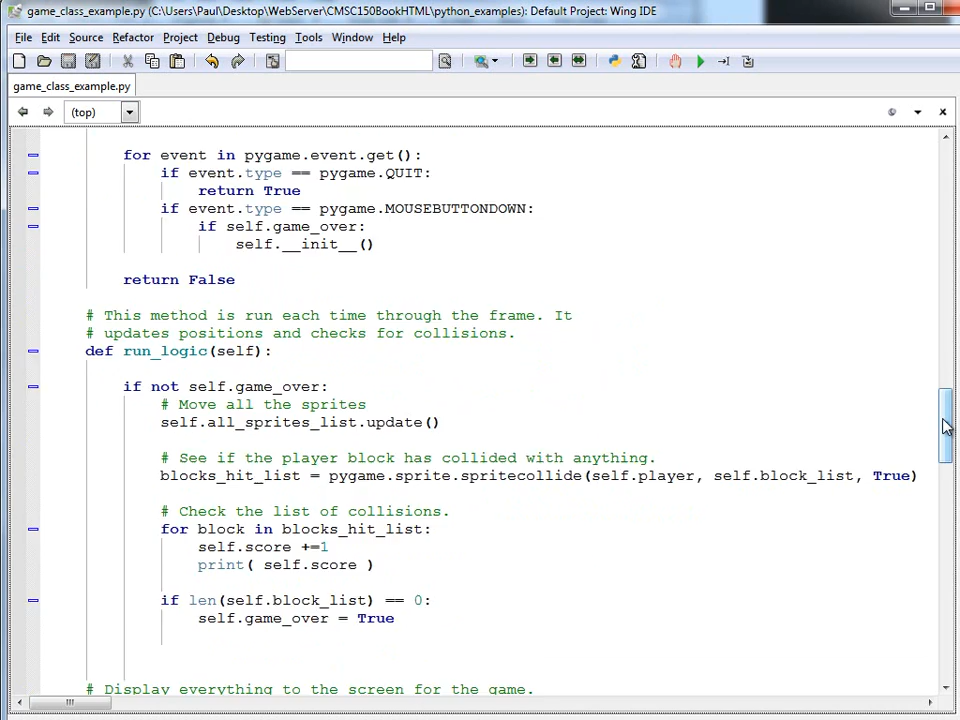 game_class_example.py (C:\Users\Paul\Desktop\WebServer\CMSC150BookHTML\python_examples): Default Project: Wing IDE
File Edit Source Refactor Project Debug Testing Tools Window Help
game_class_example.py
(top)
for event in pygame.event.get():
if event.type == pygame.QUIT:
return True
if event.type == pygame.MOUSEBUTTONDOWN:
if self.game_over:
self.__init__()
return False
# This method is run each time through the frame. It
# updates positions and checks for collisions.
def run_logic(self):
if not self.game_over:
# Move all the sprites
self.all_sprites_list.update()
# See if the player block has collided with anything.
blocks_hit_list = pygame.sprite.spritecollide(self.player, self.block_list, True)
# Check the list of collisions.
for block in blocks_hit_list:
self.score +=1
print( self.score )
if len(self.block_list) == 0:
self.game_over = True
# Display everything to the screen for the game.